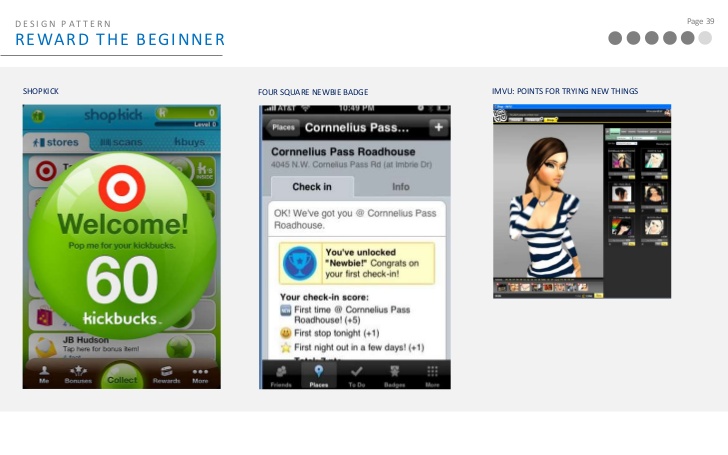 DESIGN PATTERN
REWARD THE BEGINNER
Page 39
SHOPKICK
FOUR SQUARE NEWBIE BADGE
IMVU: POINTS FOR TRYING NEW THINGS
shopkick
0
Level 0
stores
scans
buys
Welcome!
Pop me for your kickbucks.
60
kickbucks
JB Hudson
Tap here for bonus item!
Me
Bonuses
Collect
Rewards
More
AT&T
10:49 PM
Places
Cornnelius Pass...
+
Cornnelius Pass Roadhouse
4045 N.W. Cornelius Pass Rd (at Imbrie Dr)
Check in
Info
OK! We've got you @ Cornnelius Pass
Roadhouse.
You've unlocked
"Newbie!" Congrats on
your first check-in!
Your check-in score:
First time @ Cornnelius Pass
Roadhouse! (+5)
First stop tonight (+1)
First night out in a few days! (+1)
Friends
Places
To Do
Badges
More